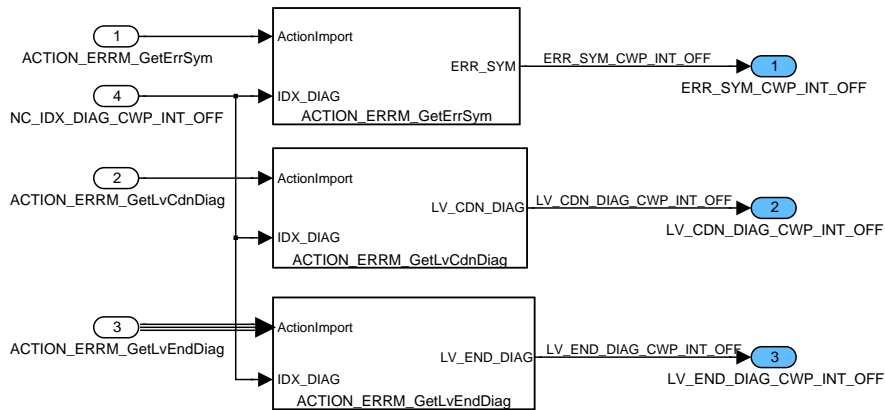 1
ACTION_ERRM_GetErrSym
ActionImport
ERR_SYM
ERR_SYM_CWP_INT_OFF
1
ERR_SYM_CWP_INT_OFF
4
NC_IDX_DIAG_CWP_INT_OFF
IDX_DIAG
ACTION_ERRM_GetErrSym
2
ACTION_ERRM_GetLvCdnDiag
ActionImport
LV_CDN_DIAG
LV_CDN_DIAG_CWP_INT_OFF
2
LV_CDN_DIAG_CWP_INT_OFF
IDX_DIAG
ACTION_ERRM_GetLvCdnDiag
3
ACTION_ERRM_GetLvEndDiag
ActionImport
LV_END_DIAG
LV_END_DIAG_CWP_INT_OFF
3
LV_END_DIAG_CWP_INT_OFF
IDX_DIAG
ACTION_ERRM_GetLvEndDiag